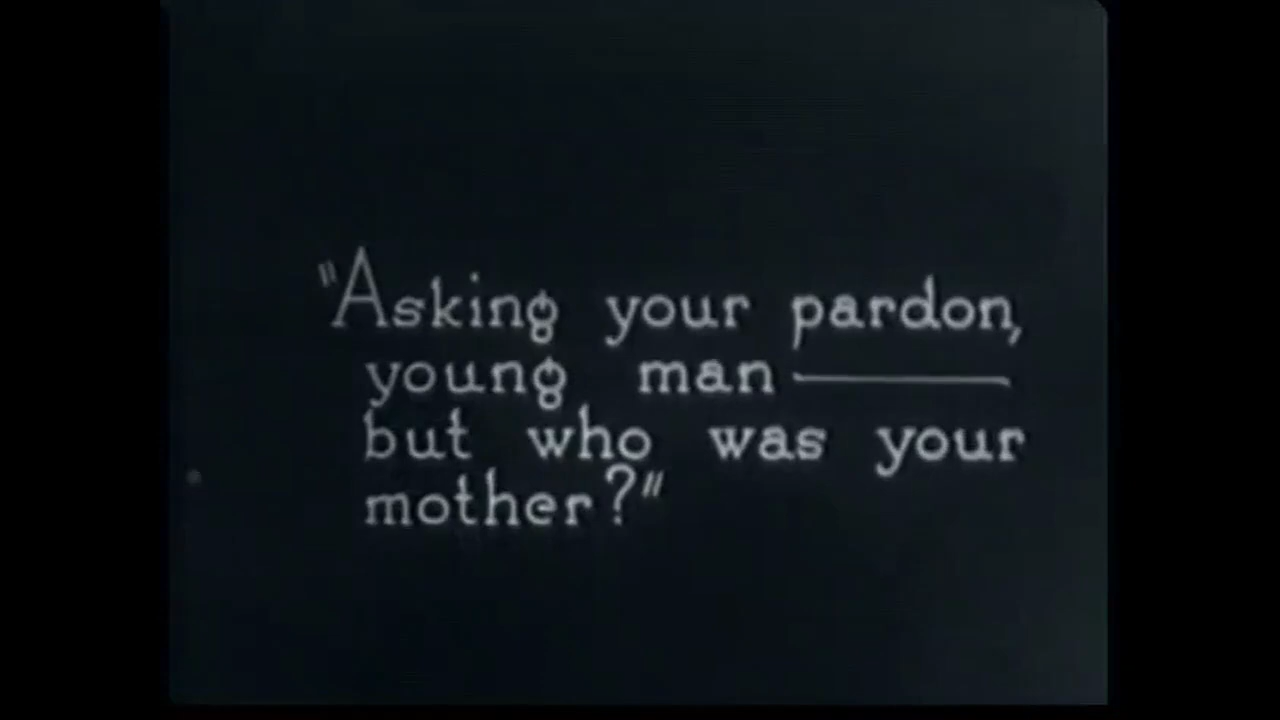 "Asking your pardon,
young man ———
but who was your
mother?"